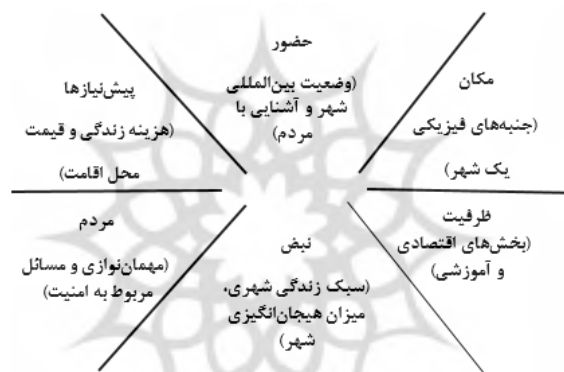 حضور
(وضعیت بین‌المللی
شهر و آشنایی با
مردم)
مکان
(جنبه‌های فیزیکی
یک شهر)
ظرفیت
(بخش‌های اقتصادی
و آموزشی)
نبض
(سبک زندگی شهری،
میزان هیجان‌انگیزی
شهر)
مردم
(مهمان‌نوازی و مسائل
مربوط به امنیت)
پیش‌نیازها
(هزینه زندگی و قیمت
محل اقامت)